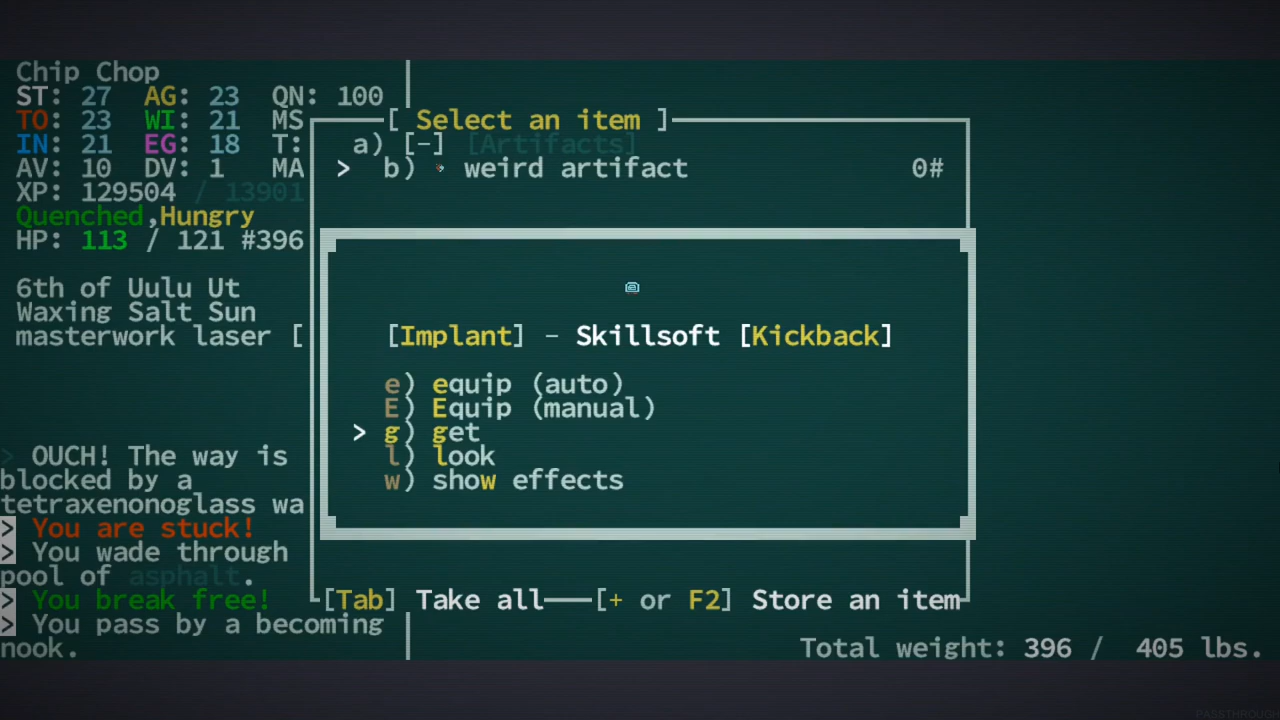 Chip Chop
ST: 27 AG: 23 QN: 100
TO: 23 WI: 21 MS
IN: 21 EG: 18 T:
AV: 10 DV: 1 MA
XP: 129504 / 13901
Quenched,Hungry
HP: 113 / 121 #396
6th of Uulu Ut
Waxing Salt Sun
masterwork laser [
> OUCH! The way is
blocked by a
tetraxenonoglass wa
> You are stuck!
> You wade through
pool of asphalt.
> You break free!
> You pass by a becoming
nook.
[ Select an item ]
a) [-] [Artifacts]
> b) weird artifact 0#
[Implant] - Skillsoft [Kickback]
e) equip (auto)
E) Equip (manual)
> g) get
l) look
w) show effects
[Tab] Take all [+ or F2] Store an item
Total weight: 396 / 405 lbs.